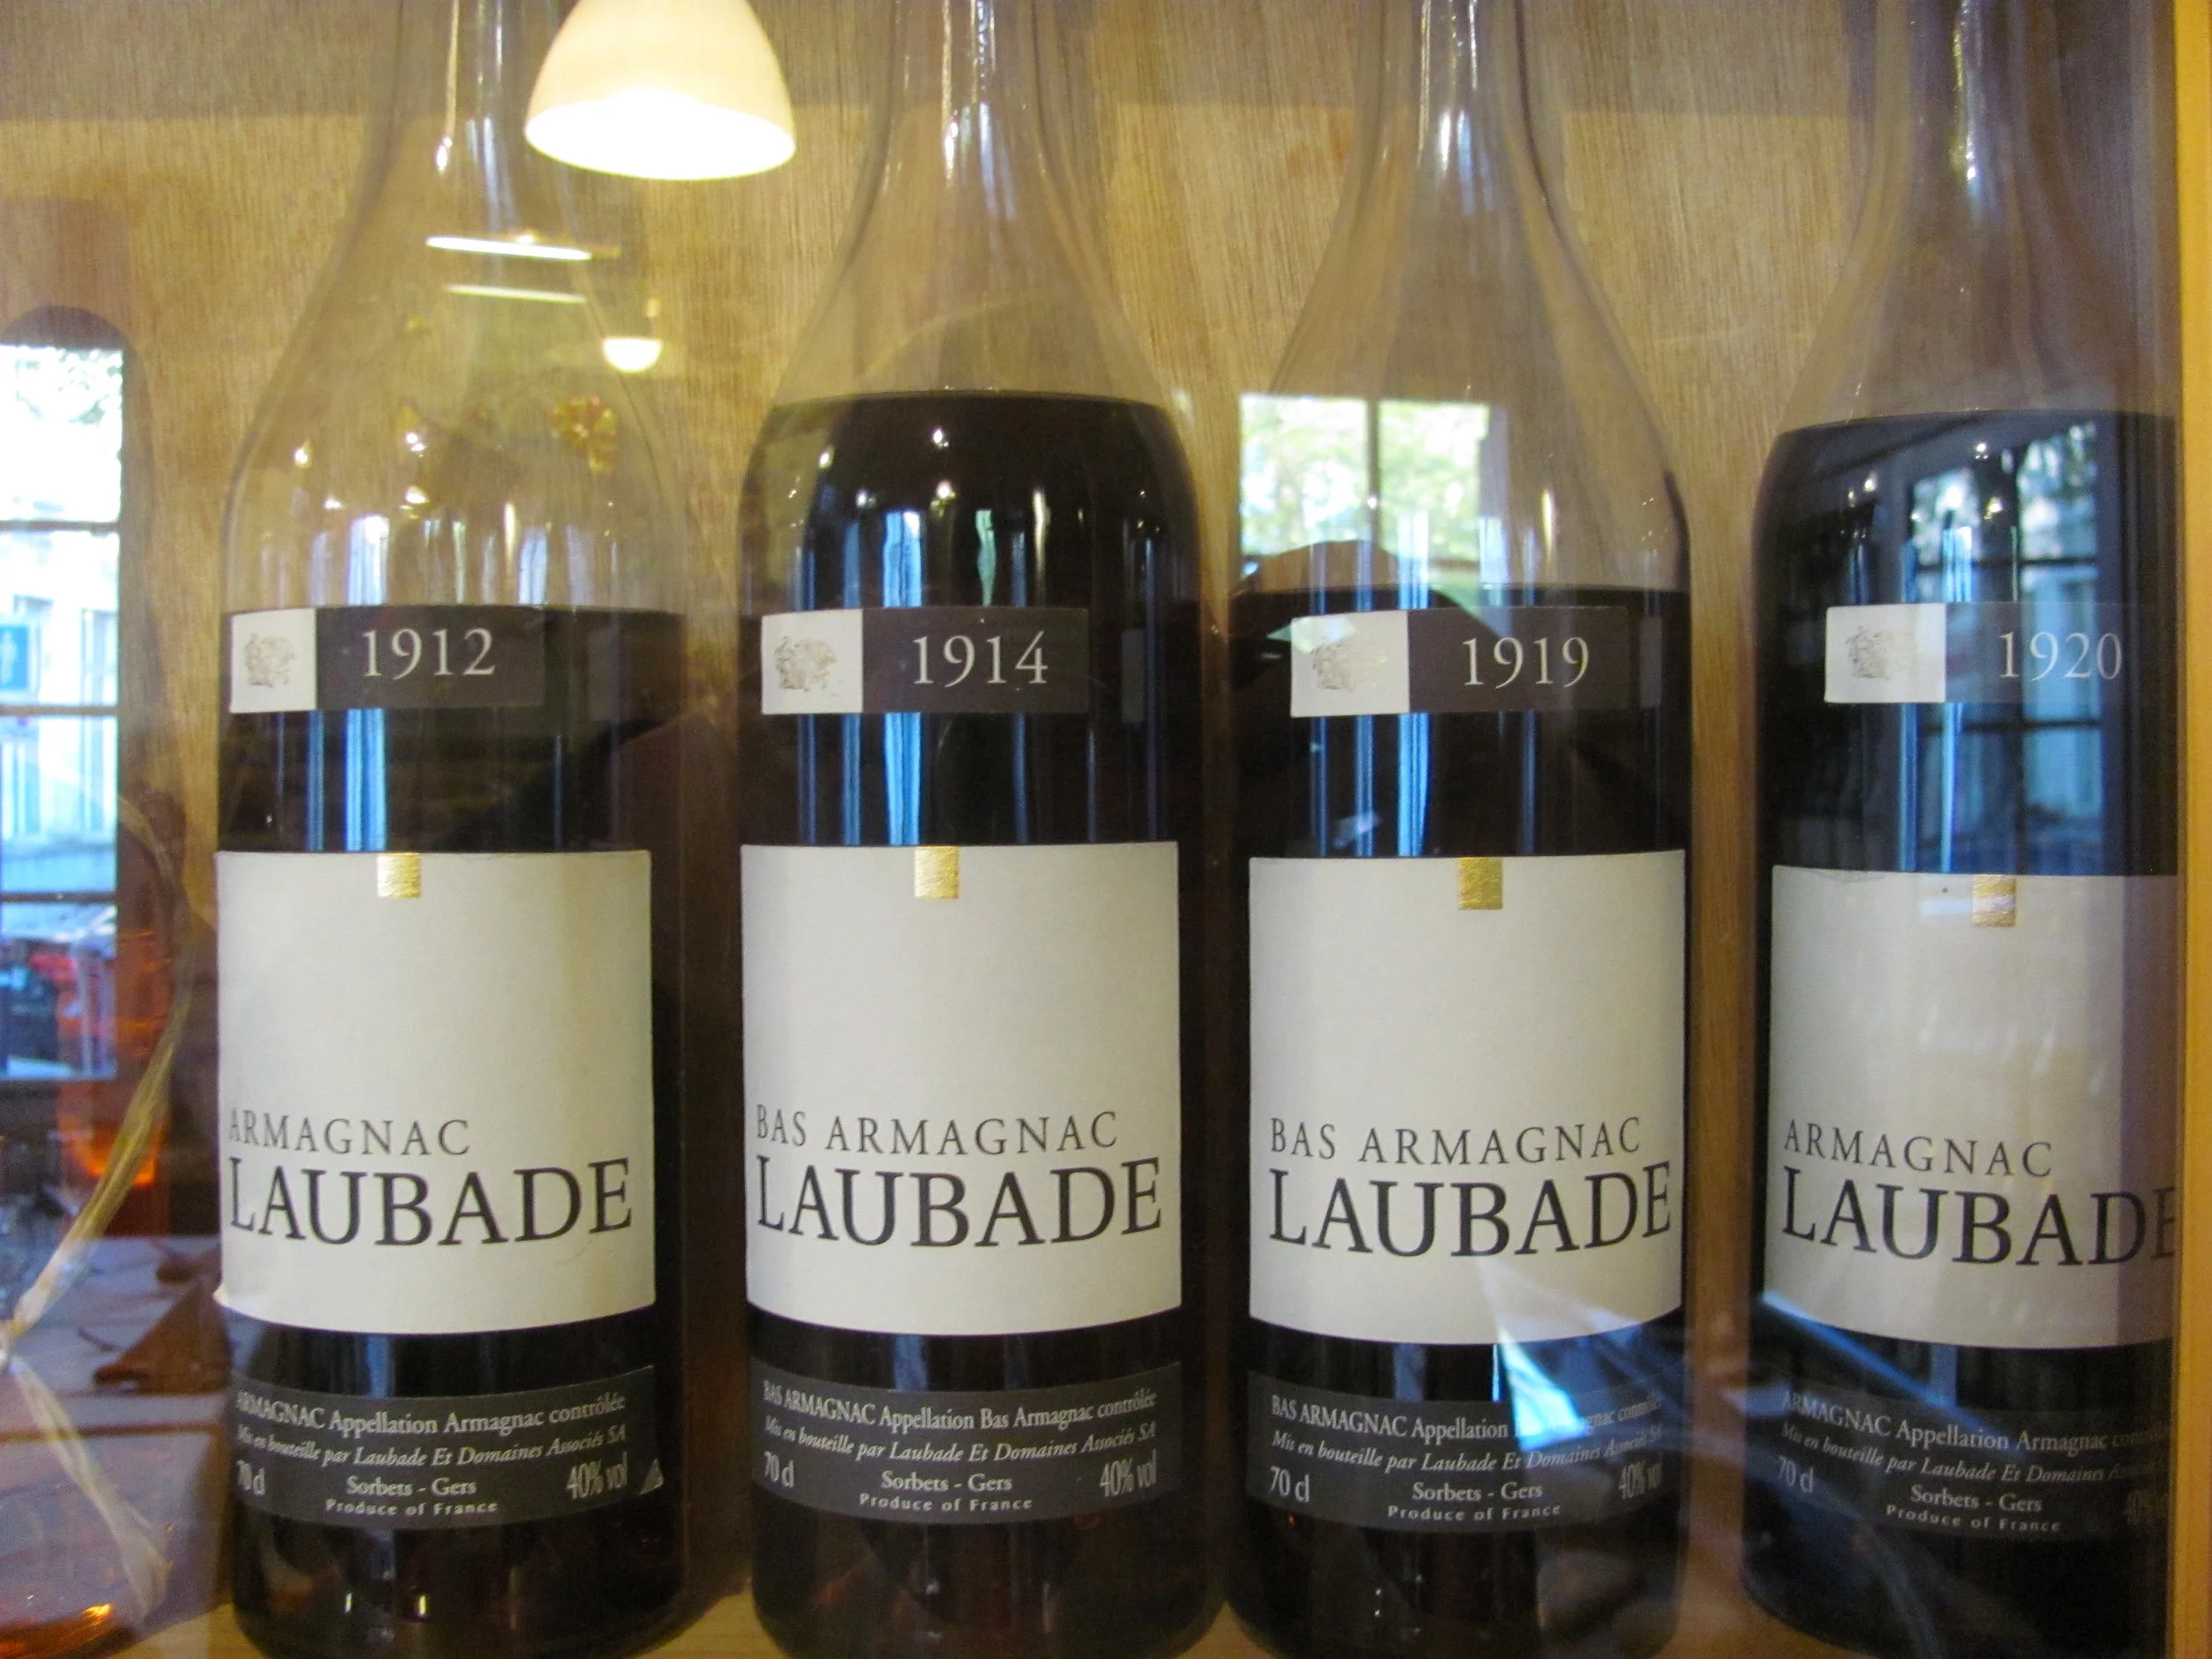 1912
ARMAGNAC
LAUBADE
ARMAGNAC Appellation Armagnac contrôlée
Mis en bouteille par Laubade Et Domaines Associés SA
70 cl
Sorbets - Gers
40% vol
Produce of France
1914
BAS ARMAGNAC
LAUBADE
BAS ARMAGNAC Appellation Bas Armagnac contrôlée
Mis en bouteille par Laubade Et Domaines Associés SA
70 cl
Sorbets - Gers
40% vol
Produce of France
1919
BAS ARMAGNAC
LAUBADE
BAS ARMAGNAC Appellation
Mis en bouteille par Laubade Et Domaines Associés SA
70 cl
Sorbets - Gers
40% vol
Produce of France
1920
ARMAGNAC
LAUBADE
ARMAGNAC Appellation Armagnac
Mis en bouteille par Laubade Et Domaines
70 cl
Sorbets - Gers
Produce of France